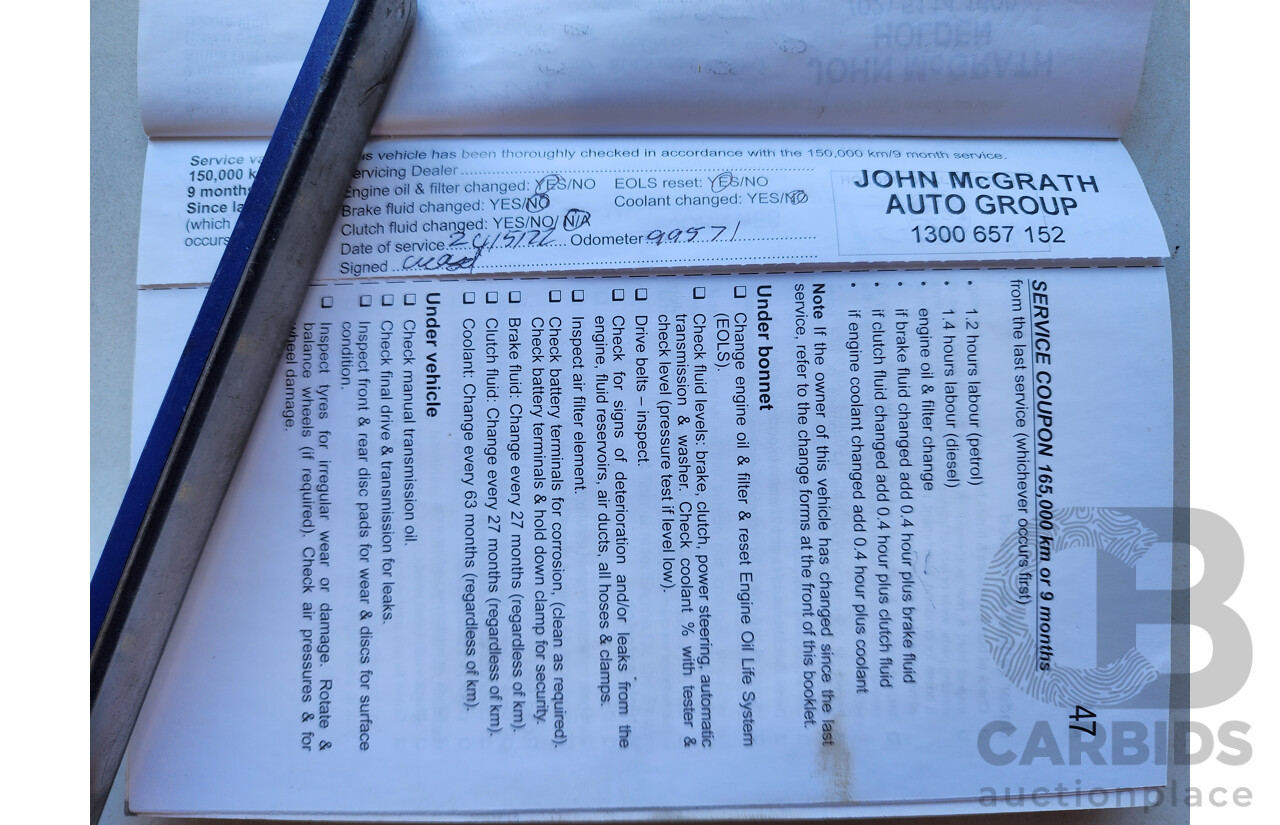 JOHN McGRATH
HOLDEN
Service
150,000
9 months
Since
(which
occurs
vehicle has been thoroughly checked in accordance with the 150,000 km/9 month service.
ervicing Dealer
Engine oil & filter changed: YES/NO EOLS reset: YES/NO
Brake fluid changed: YES/NO Coolant changed: YES/NO
Clutch fluid changed: YES/NO/ N/A
Date of service 24/5/22 Odometer 99571
Signed
JOHN McGRATH
AUTO GROUP
1300 657 152
47
SERVICE COUPON 165,000 km or 9 months
from the last service (whichever occurs first)
• 1.2 hours labour (petrol)
• 1.4 hours labour (diesel)
• engine oil & filter change
• if brake fluid changed add 0.4 hour plus brake fluid
• if clutch fluid changed add 0.4 hour plus clutch fluid
• if engine coolant changed add 0.4 hour plus coolant
Note If the owner of this vehicle has changed since the last
service, refer to the change forms at the front of this booklet.
Under bonnet
❑ Change engine oil & filter & reset Engine Oil Life System
(EOLS).
❑ Check fluid levels: brake, clutch, power steering, automatic
transmission & washer. Check coolant % with tester &
check level (pressure test if level low).
❑ Drive belts – inspect.
❑ Check for signs of deterioration and/or leaks from the
engine, fluid reservoirs, air ducts, all hoses & clamps.
❑ Inspect air filter element.
❑ Check battery terminals for corrosion, (clean as required).
Check battery terminals & hold down clamp for security.
❑ Brake fluid: Change every 27 months (regardless of km).
❑ Clutch fluid: Change every 27 months (regardless of km).
❑ Coolant: Change every 63 months (regardless of km).
Under vehicle
❑ Check manual transmission oil.
❑ Check final drive & transmission for leaks.
❑ Inspect front & rear disc pads for wear & discs for surface
condition.
❑ Inspect tyres for irregular wear or damage. Rotate &
balance wheels (if required). Check air pressures & for
wheel damage.
CARBIDS
auctionplace